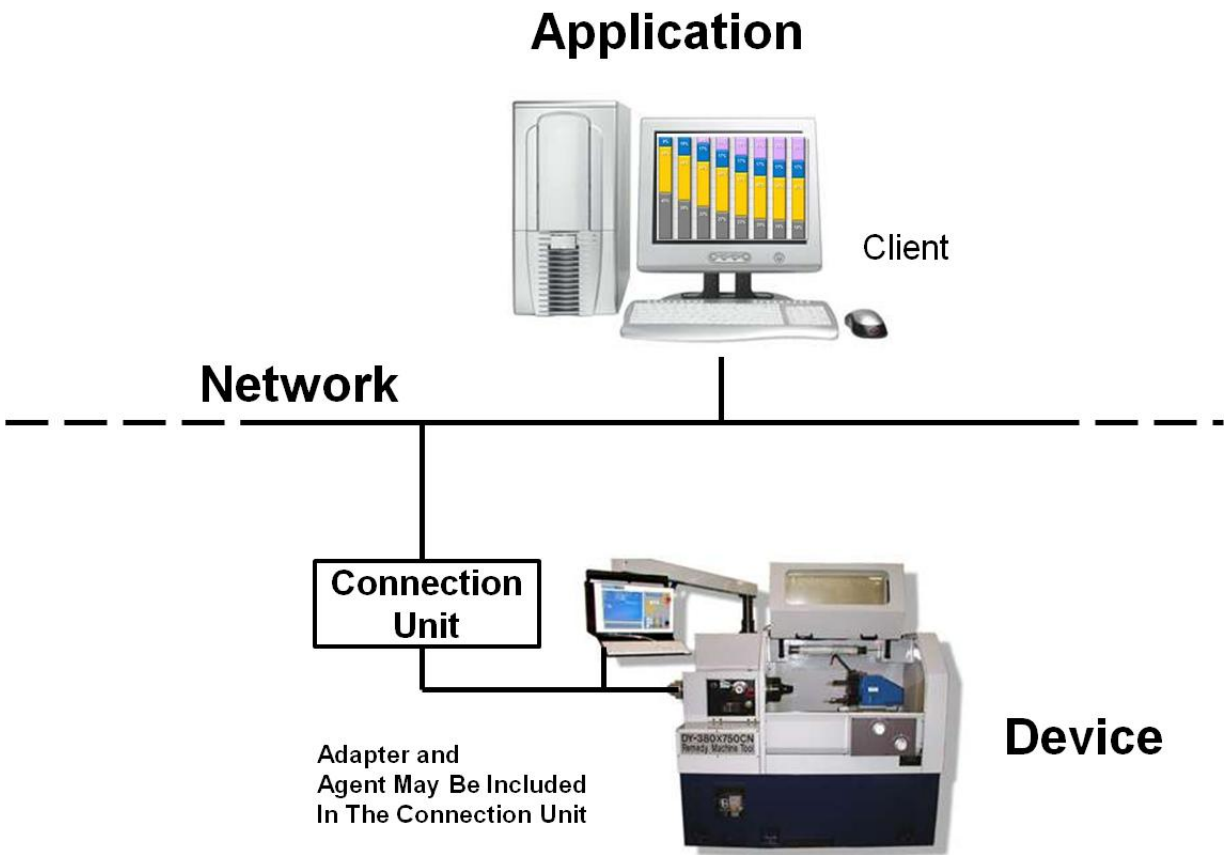 Application
Client
Network
Connection
Unit
DY-380X750CN
Remedy Machine Tool
Adapter and
Agent May Be Included
In The Connection Unit
Device